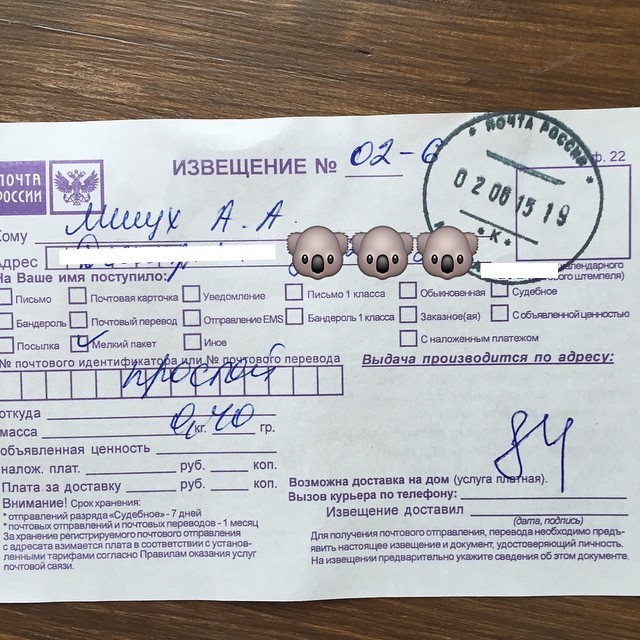 ПОЧТА РОССИИ
ИЗВЕЩЕНИЕ № 02-6
ф. 22
ПОЧТА РОССИИ
02 06 15 19
* К *
Кому Мицух А. А.
Адрес
календарного
штемпеля)
На Ваше имя поступило:
Письмо Почтовая карточка Уведомление Письмо 1 класса Обыкновенная Судебное
Бандероль Почтовый перевод Отправление EMS Бандероль 1 класса Заказное(ая) С объявленной ценностью
Посылка Мелкий пакет Иное С наложенным платежом
№ почтового идентификатора или № почтового перевода
Выдача производится по адресу:
простой
откуда
масса 0, кг. 40 гр.
84
объявленная ценность
налож. плат. руб. коп.
Плата за доставку руб. коп.
Возможна доставка на дом (услуга платная).
Вызов курьера по телефону:
Извещение доставил
(дата, подпись)
Внимание! Срок хранения:
* отправлений разряда «Судебное» - 7 дней
* почтовых отправлений и почтовых переводов - 1 месяц
За хранение регистрируемого почтового отправления
с адресата взимается плата в соответствии с установ-
ленными тарифами согласно Правилам оказания услуг
почтовой связи.
Для получения почтового отправления, перевода необходимо предъ-
явить настоящее извещение и документ, удостоверяющий личность.
На извещении предварительно укажите сведения об этом документе.